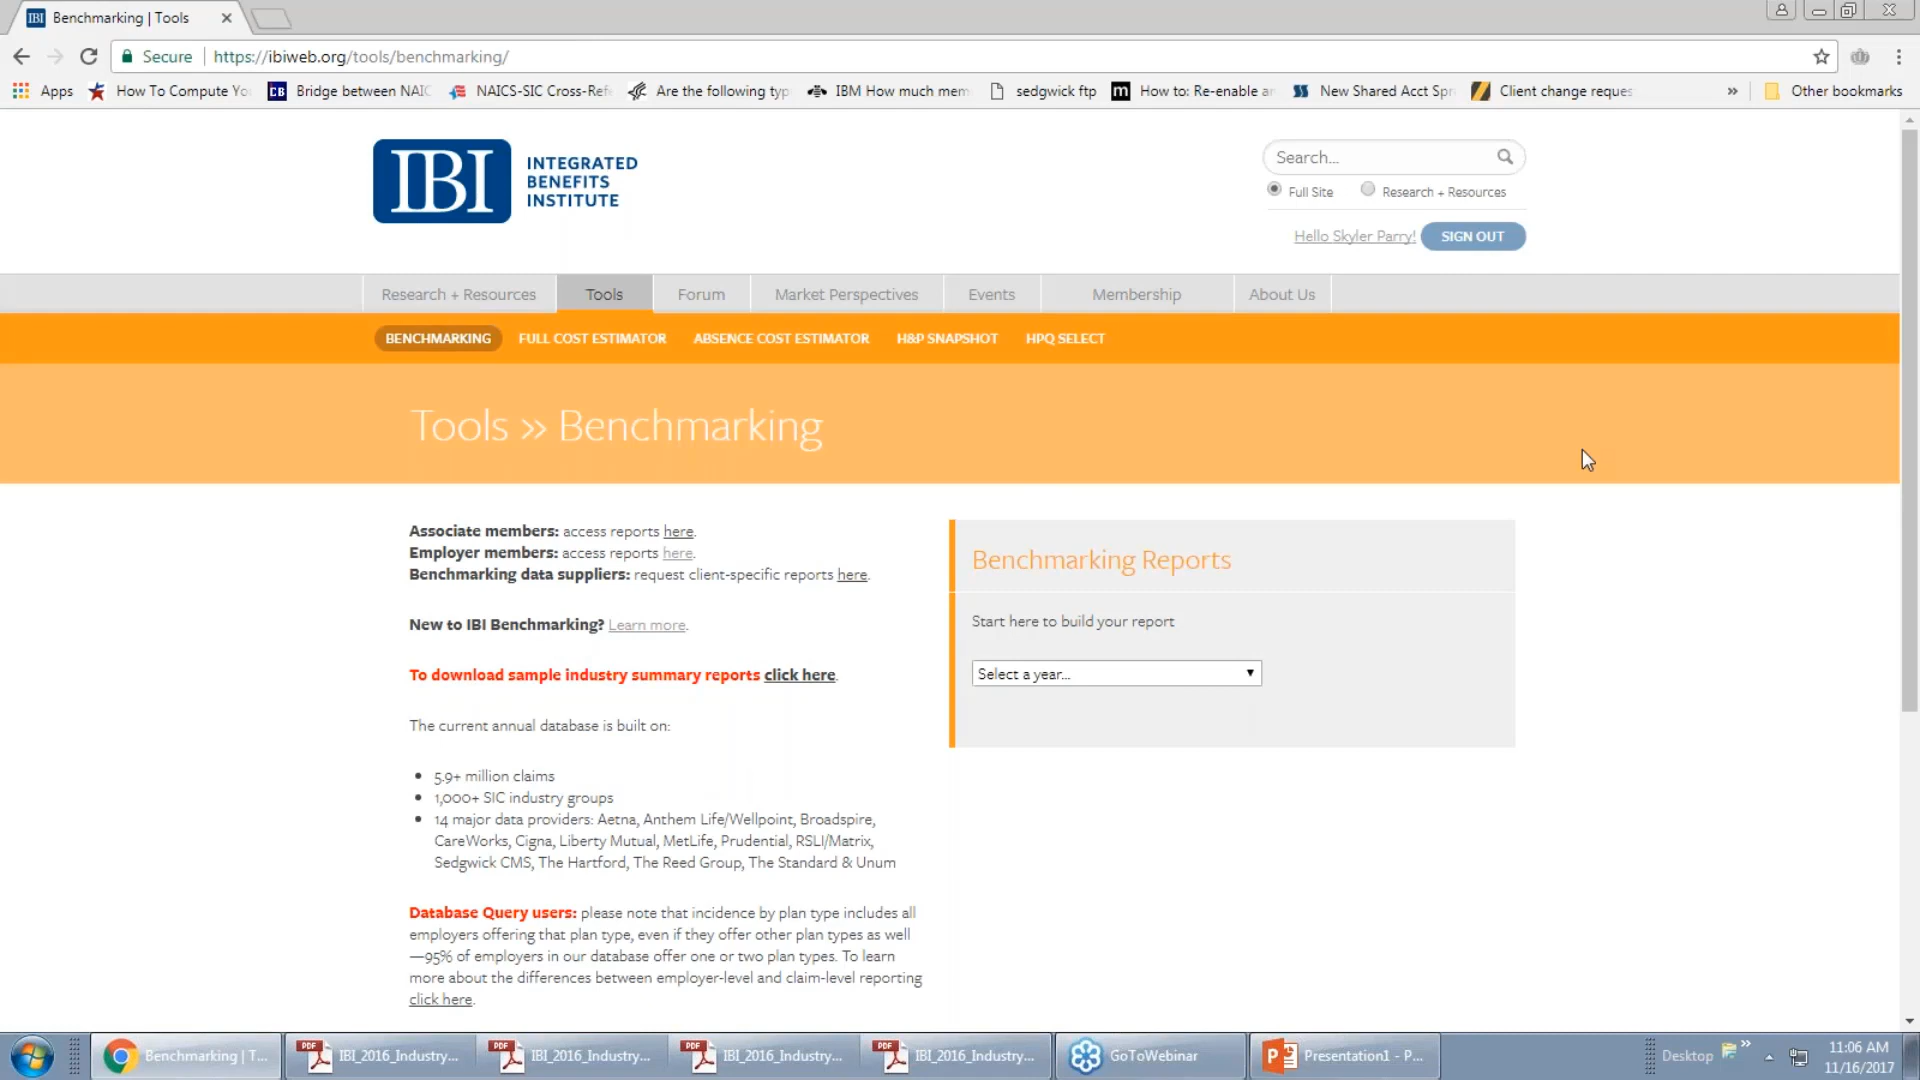 IBI Benchmarking | Tools
Secure https://ibiweb.org/tools/benchmarking/
Apps How To Compute Yo CB Bridge between NAIC NAICS-SIC Cross-Refe Are the following typ IBM How much mem sedgwick ftp m How to: Re-enable a New Shared Acct Spr Client change reques » Other bookmarks
IBI INTEGRATED
BENEFITS
INSTITUTE
Search...
Full Site Research + Resources
Hello Skyler Parry! SIGN OUT
Research + Resources Tools Forum Market Perspectives Events Membership About Us
BENCHMARKING FULL COST ESTIMATOR ABSENCE COST ESTIMATOR H&P SNAPSHOT HPQ SELECT
Tools >> Benchmarking
Associate members: access reports here.
Employer members: access reports here.
Benchmarking data suppliers: request client-specific reports here.
New to IBI Benchmarking? Learn more.
To download sample industry summary reports click here.
The current annual database is built on:
5.9+ million claims
1,000+ SIC industry groups
14 major data providers: Aetna, Anthem Life/Wellpoint, Broadspire,
CareWorks, Cigna, Liberty Mutual, MetLife, Prudential, RSLI/Matrix,
Sedgwick CMS, The Hartford, The Reed Group, The Standard & Unum
Database Query users: please note that incidence by plan type includes all
employers offering that plan type, even if they offer other plan types as well
—95% of employers in our database offer one or two plan types. To learn
more about the differences between employer-level and claim-level reporting
click here.
Benchmarking Reports
Start here to build your report
Select a year...
Benchmarking | T... PDF IBI_2016_Industry... PDF IBI_2016_Industry... PDF IBI_2016_Industry... PDF IBI_2016_Industry... GoToWebinar P Presentation1 - P... Desktop » 11:06 AM
11/16/2017